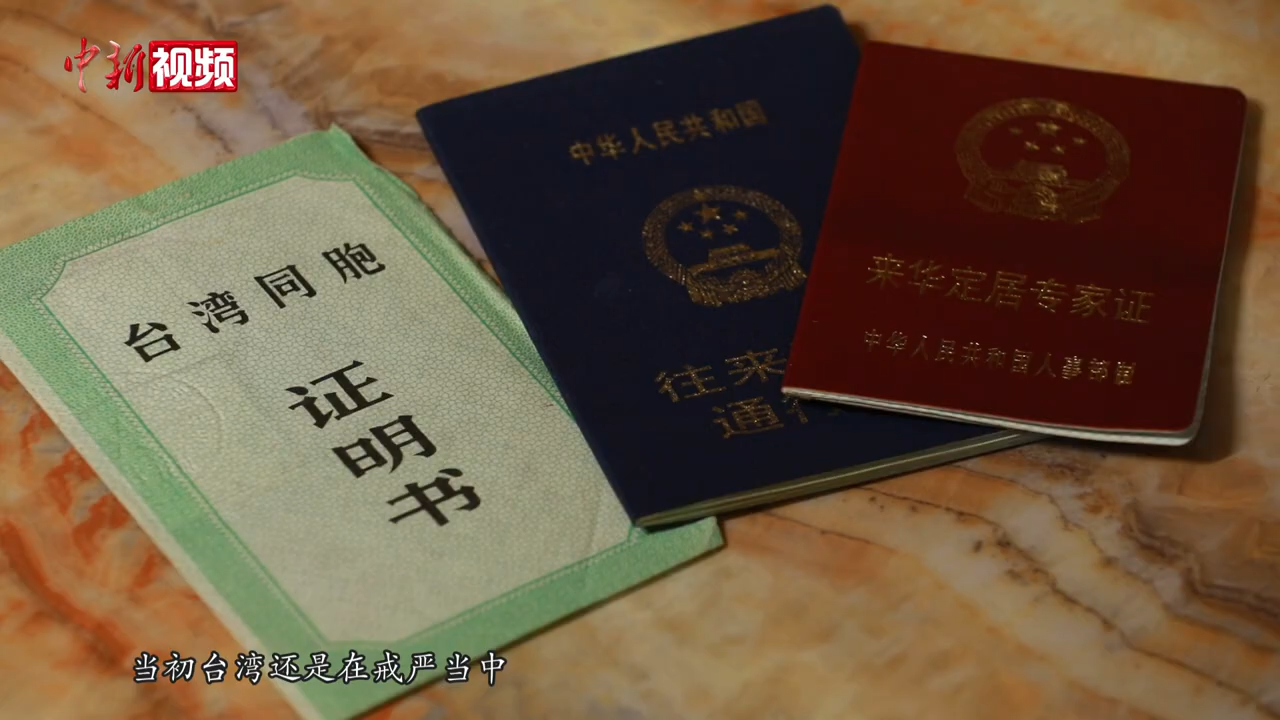 中新视频
台湾同胞
证明书
中华人民共和国
往来
通行
来华定居专家证
中华人民共和国人事部制
当初台湾还是在戒严当中